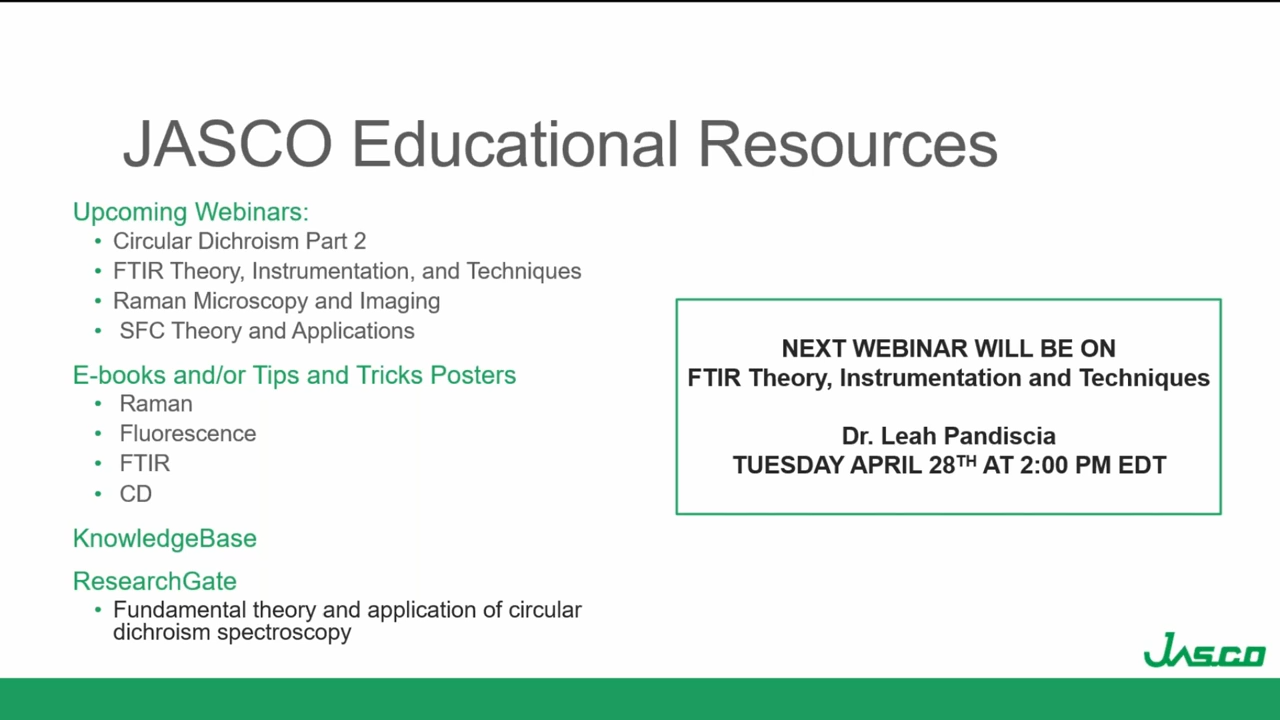 JASCO Educational Resources
Upcoming Webinars:
• Circular Dichroism Part 2
• FTIR Theory, Instrumentation, and Techniques
• Raman Microscopy and Imaging
• SFC Theory and Applications
E-books and/or Tips and Tricks Posters
• Raman
• Fluorescence
• FTIR
• CD
KnowledgeBase
ResearchGate
• Fundamental theory and application of circular
dichroism spectroscopy
NEXT WEBINAR WILL BE ON
FTIR Theory, Instrumentation and Techniques
Dr. Leah Pandiscia
TUESDAY APRIL 28TH AT 2:00 PM EDT
JASCO